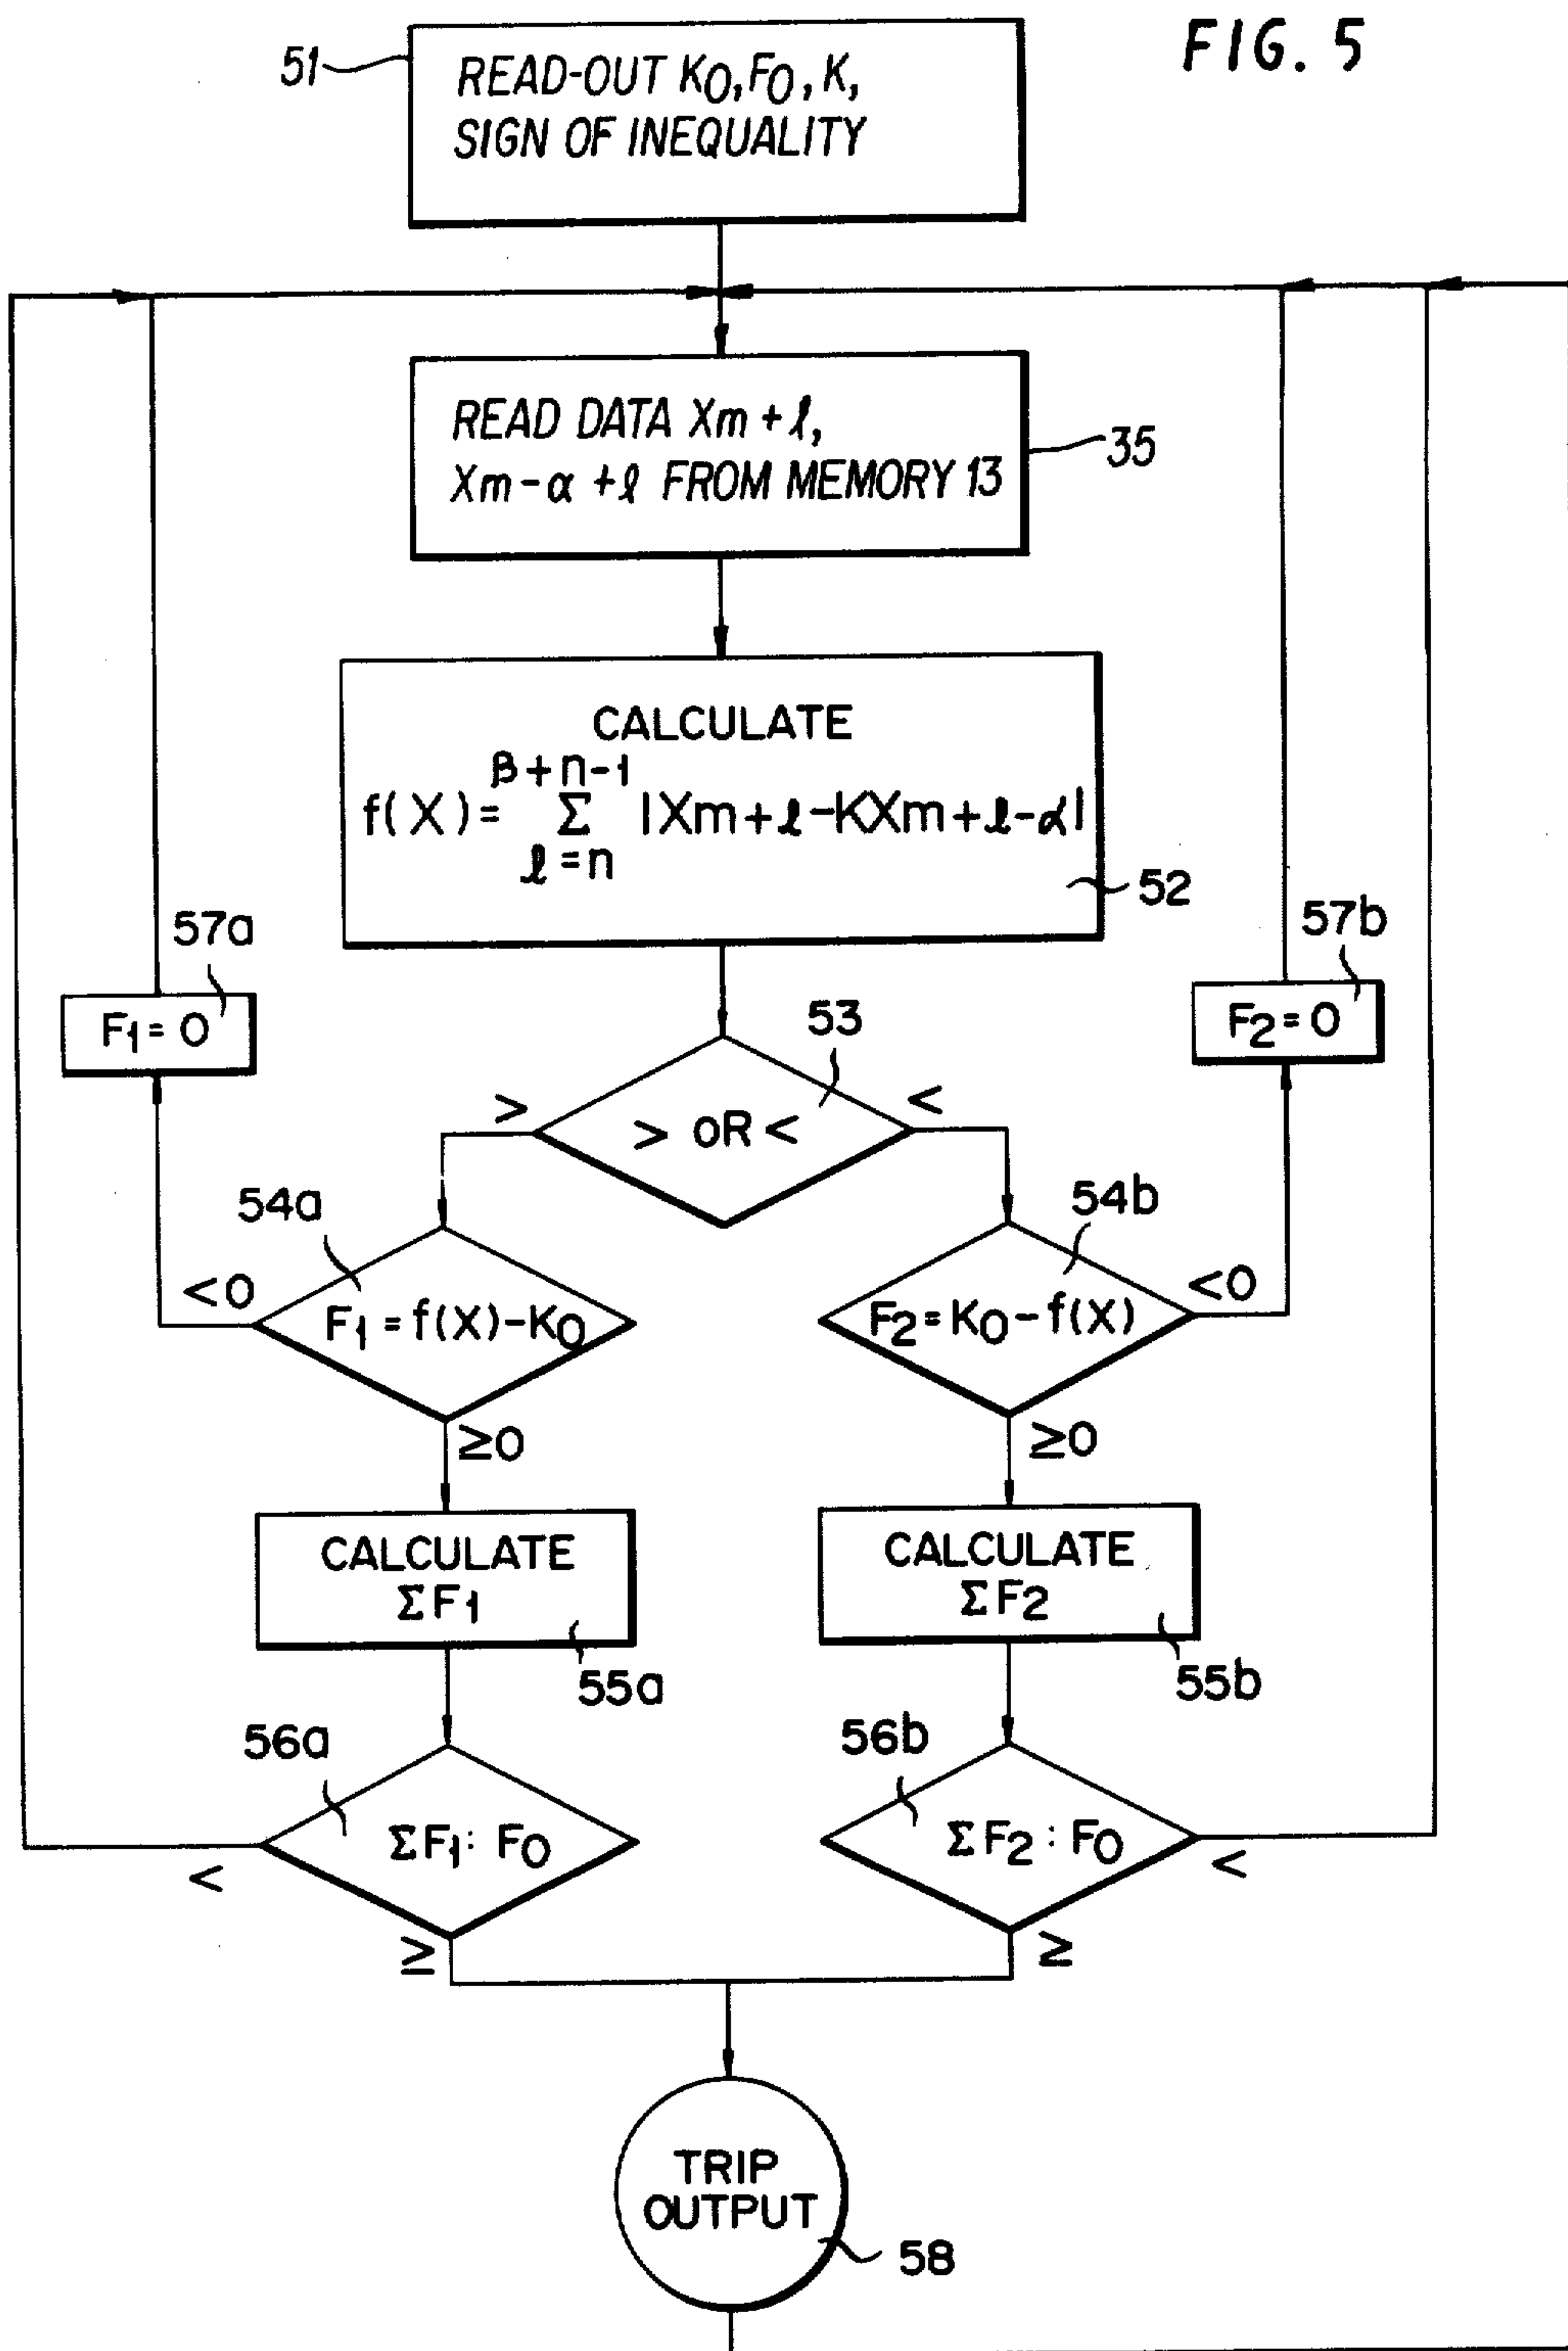 FIG. 5
51
READ-OUT K0, F0, K,
SIGN OF INEQUALITY
READ DATA Xm + ℓ,
Xm - α + ℓ FROM MEMORY 13
35
CALCULATE
β + n - 1
f(X) = Σ |Xm + ℓ - KXm + ℓ - α|
ℓ = n
52
57a
F1 = 0
57b
F2 = 0
53
>
> OR <
<
54a
<0
F1 = f(X) - K0
54b
F2 = K0 - f(X)
<0
≥0
≥0
CALCULATE
ΣF1
55a
CALCULATE
ΣF2
55b
56a
ΣF1 : F0
<
≥
56b
ΣF2 : F0
<
≥
TRIP
OUTPUT
58